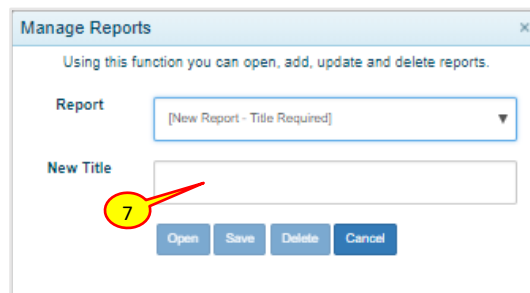 Manage Reports ×
Using this function you can open, add, update and delete reports.
Report
[New Report - Title Required]
New Title
7
Open Save Delete Cancel